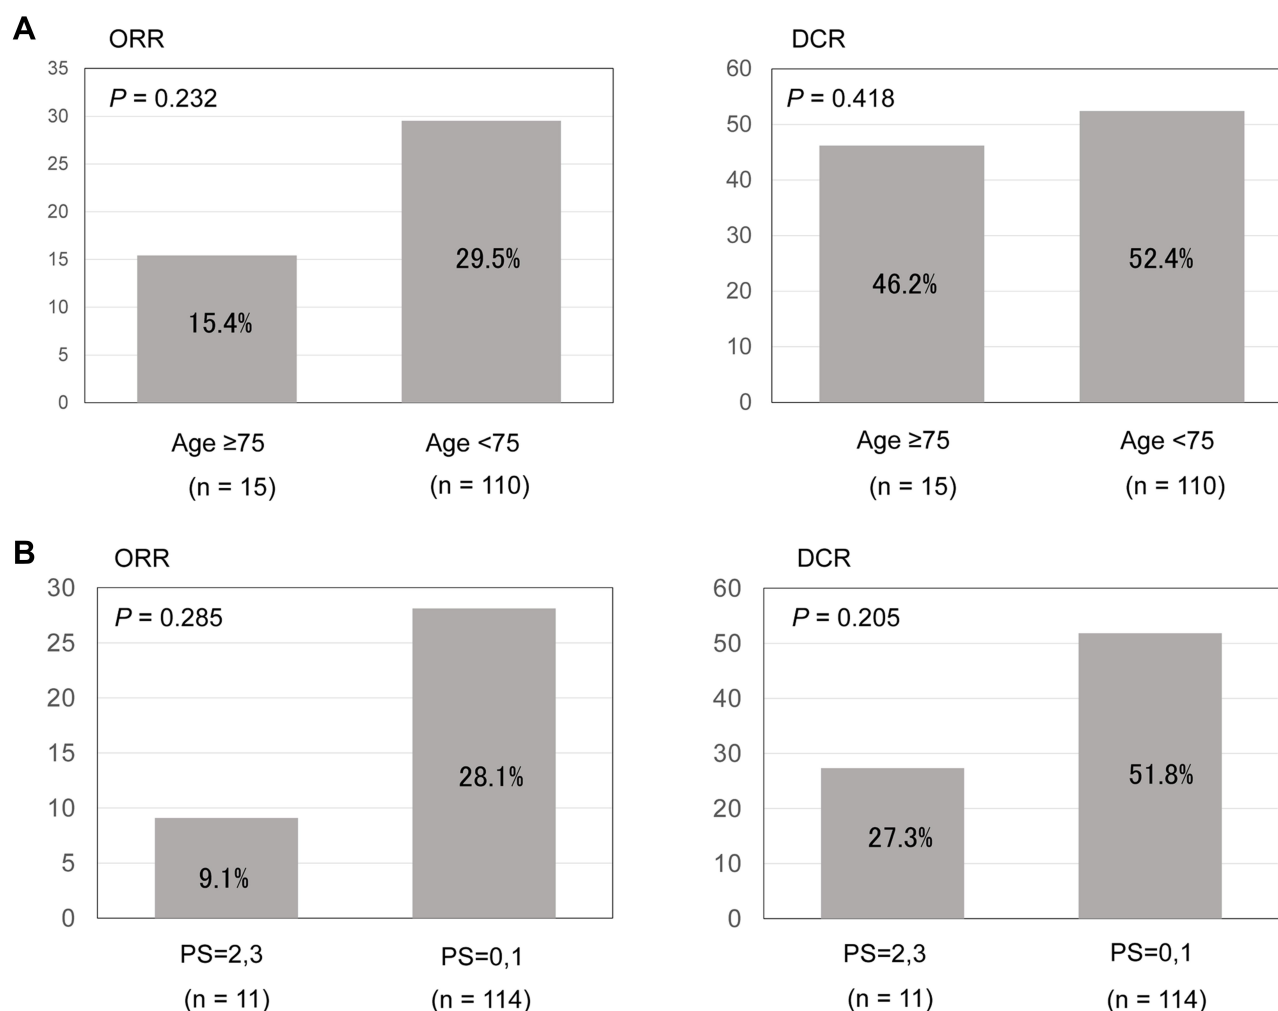 A
ORR
35
30
25
20
15
10
5
0
P = 0.232
15.4%
29.5%
Age ≥75
Age <75
(n = 15)
(n = 110)
DCR
60
50
40
30
20
10
0
P = 0.418
46.2%
52.4%
Age ≥75
Age <75
(n = 15)
(n = 110)
B
ORR
30
25
20
15
10
5
0
P = 0.285
9.1%
28.1%
PS=2,3
PS=0,1
(n = 11)
(n = 114)
DCR
60
50
40
30
20
10
0
P = 0.205
27.3%
51.8%
PS=2,3
PS=0,1
(n = 11)
(n = 114)